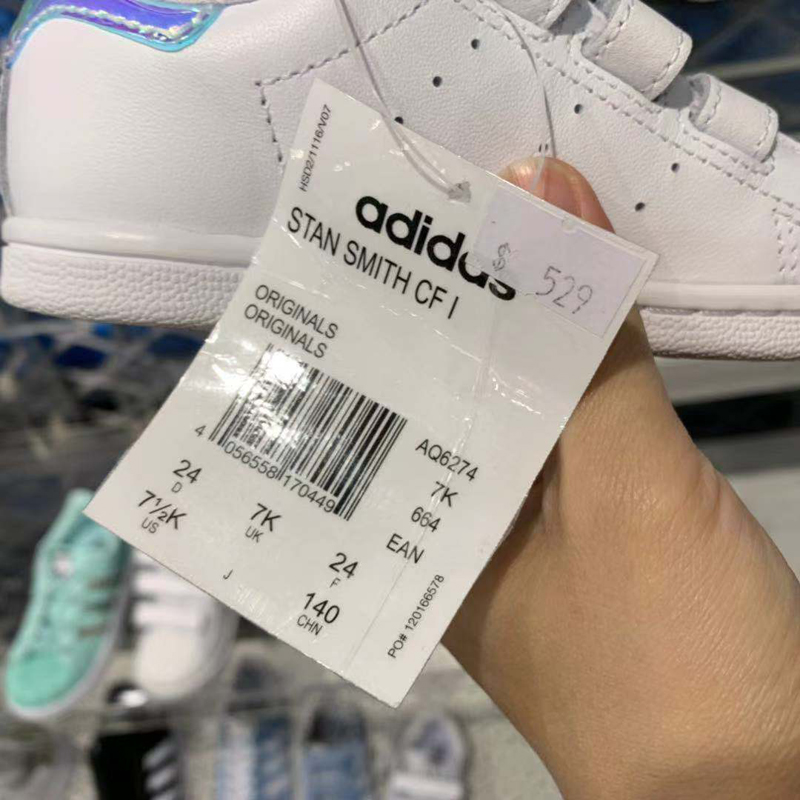 HSD2/1116/V07
adidas
$ 529
STAN SMITH CF I
ORIGINALS
ORIGINALS
4 056558 170449
AQ6274
7K
664
EAN
24
D
7½K
US
7K
UK
24
F
J
140
CHN
PO# 120166578